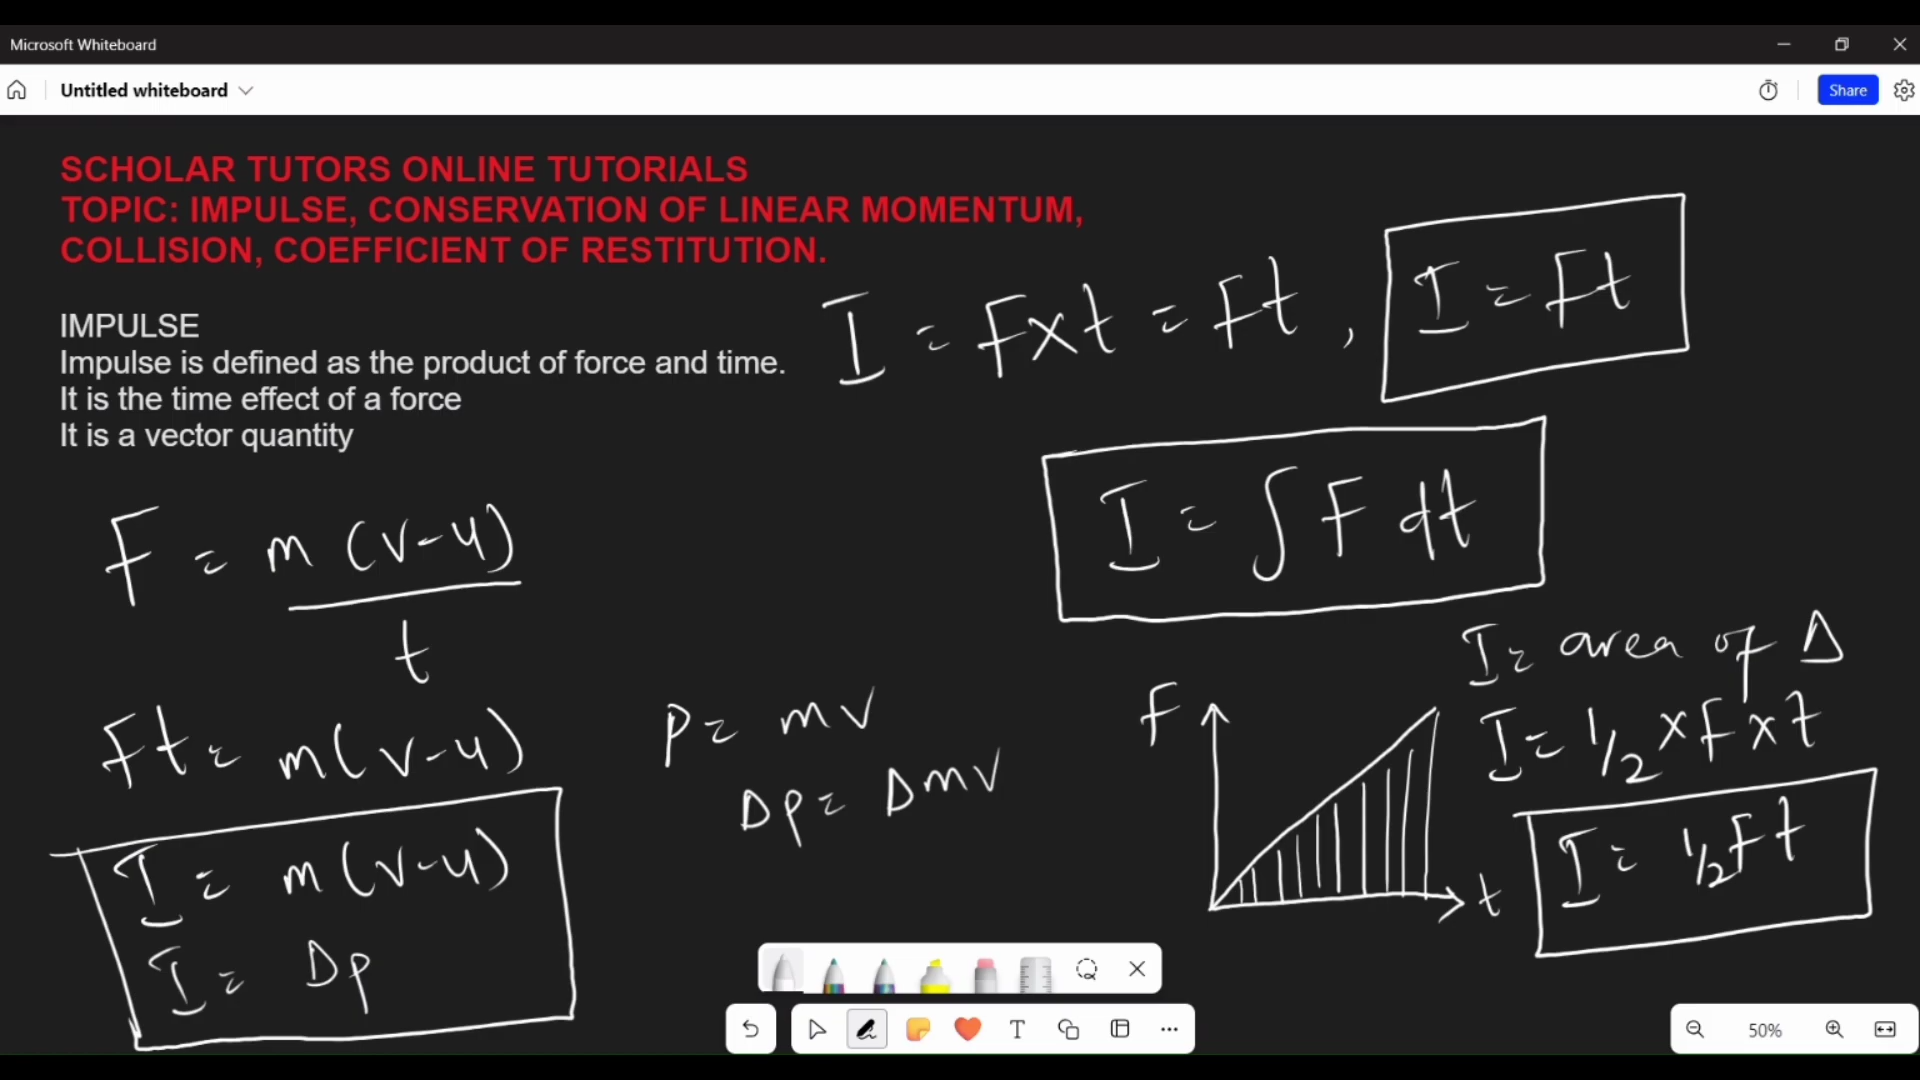 Microsoft Whiteboard
Untitled whiteboard
Share
SCHOLAR TUTORS ONLINE TUTORIALS
TOPIC: IMPULSE, CONSERVATION OF LINEAR MOMENTUM,
COLLISION, COEFFICIENT OF RESTITUTION.
IMPULSE
Impulse is defined as the product of force and time.
It is the time effect of a force
It is a vector quantity
I = F x t = Ft , I = Ft
I = ∫ F dt
F = m (v-u)
t
Ft = m(v-u)
I = m(v-u)
I = Δp
p = mv
Δp = Δmv
F
t
I = area of Δ
I = 1/2 x F x t
I = 1/2 Ft
T
50%